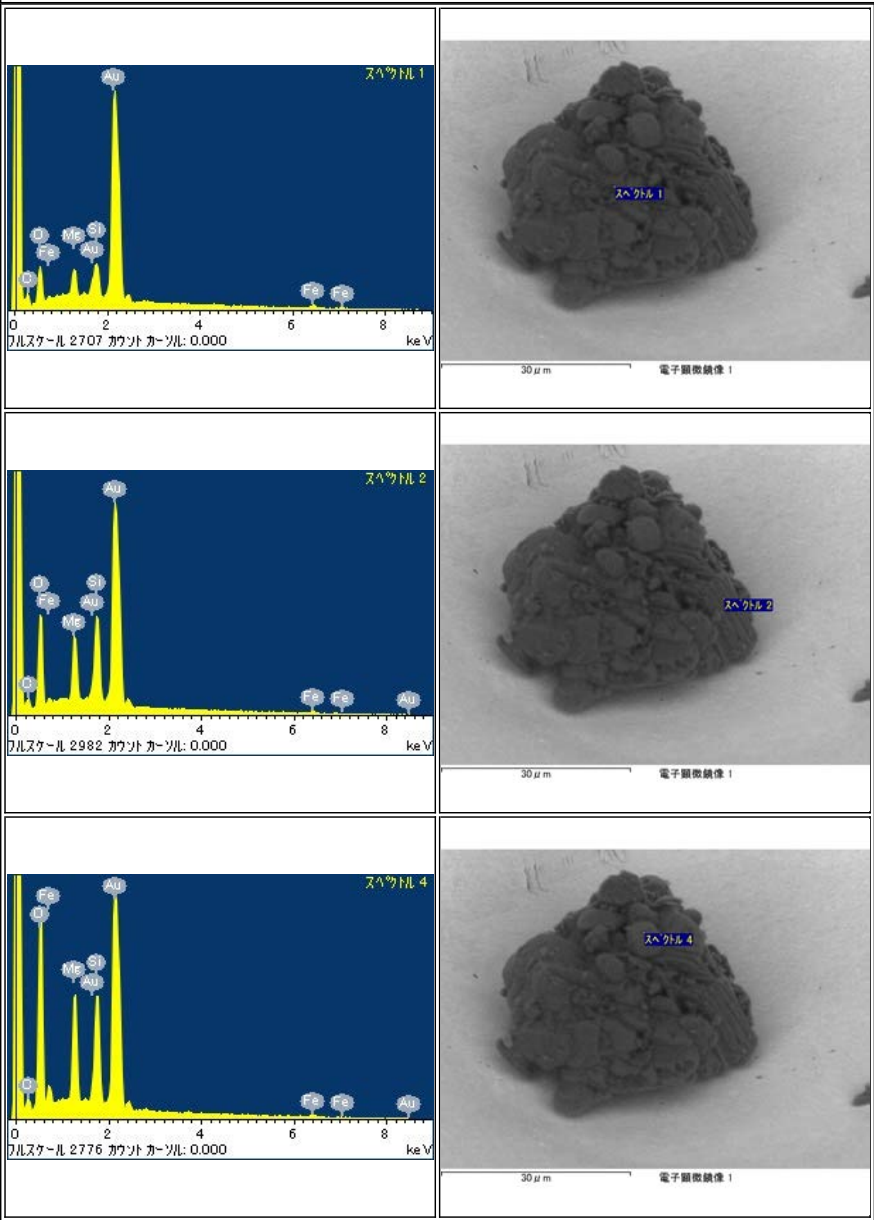 スペクトル 1
Au
O
Fe
Mg
Si
Au
C
Fe
Fe
0 2 4 6 8
フルスケール 2707 カウント カーソル: 0.000 keV
スペクトル 1
30μm 電子顕微鏡像 1
スペクトル 2
Au
O
Fe
Mg
Si
Au
C
Fe
Fe
Au
0 2 4 6 8
フルスケール 2982 カウント カーソル: 0.000 keV
スペクトル 2
30μm 電子顕微鏡像 1
スペクトル 4
Fe
Au
O
Mg
Si
Au
C
Fe
Fe
Au
0 2 4 6 8
フルスケール 2776 カウント カーソル: 0.000 keV
スペクトル 4
30μm 電子顕微鏡像 1